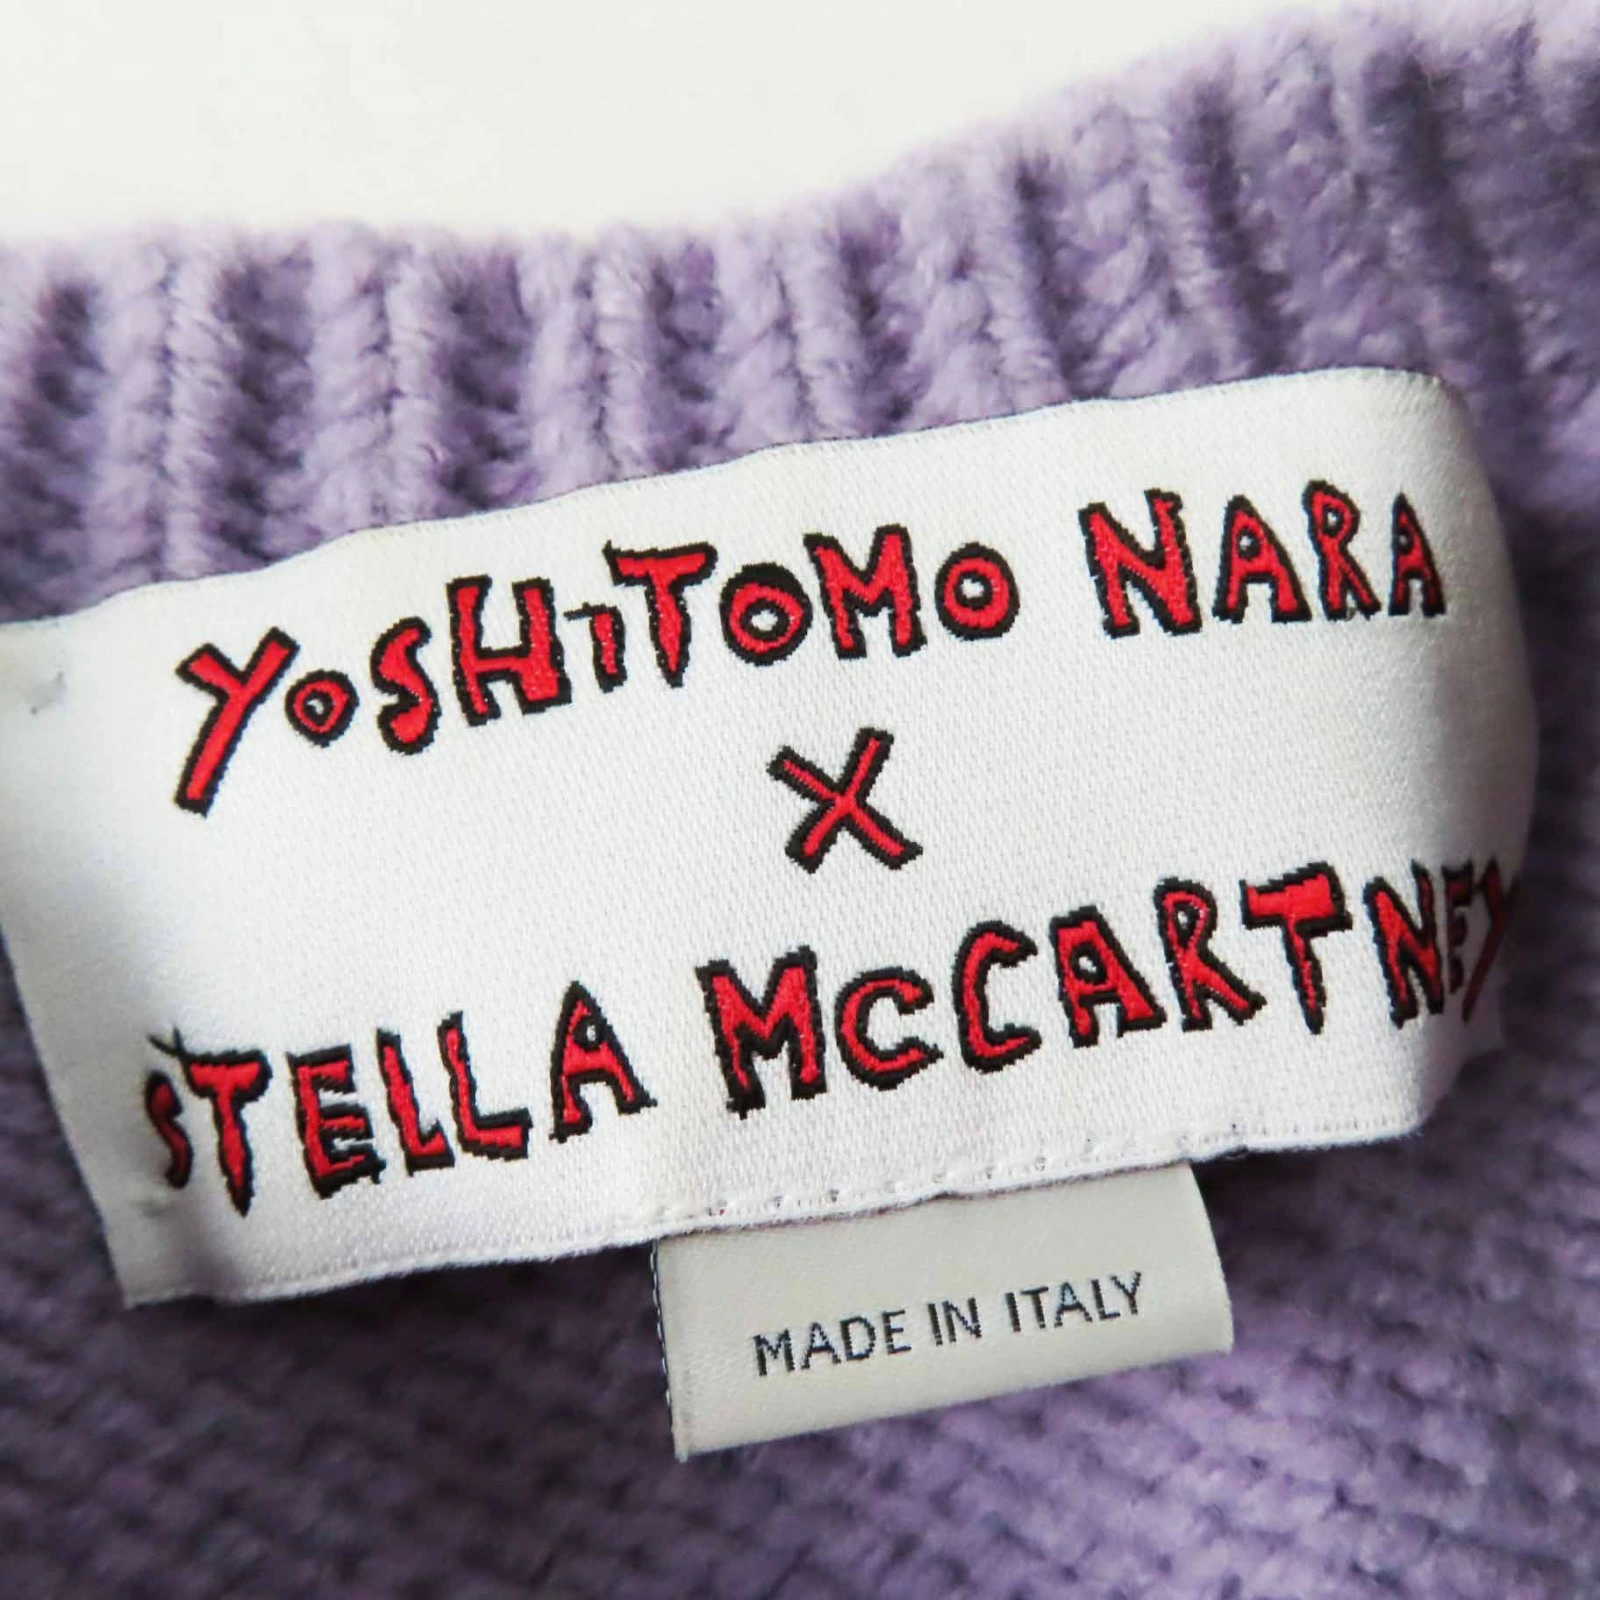 YoSHiToMo NARA
X
STELLA McCARTNEY
MADE IN ITALY